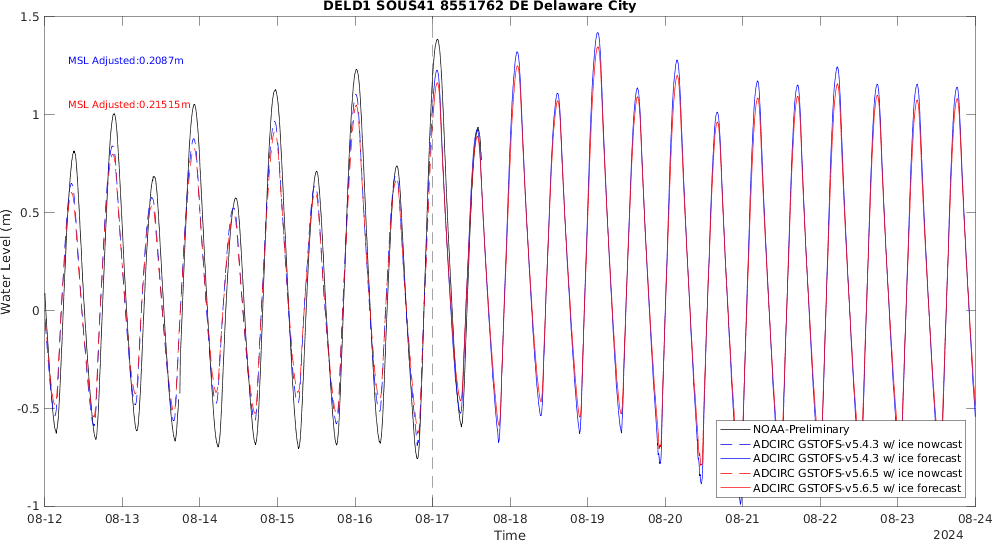 DELD1 SOUS41 8551762 DE Delaware City
1.5
1
0.5
0
-0.5
-1
Water Level (m)
MSL Adjusted:0.2087m
MSL Adjusted:0.21515m
NOAA-Preliminary
ADCIRC GSTOFS-v5.4.3 w/ ice nowcast
ADCIRC GSTOFS-v5.4.3 w/ ice forecast
ADCIRC GSTOFS-v5.6.5 w/ ice nowcast
ADCIRC GSTOFS-v5.6.5 w/ ice forecast
08-12 08-13 08-14 08-15 08-16 08-17 08-18 08-19 08-20 08-21 08-22 08-23 08-24
Time
2024